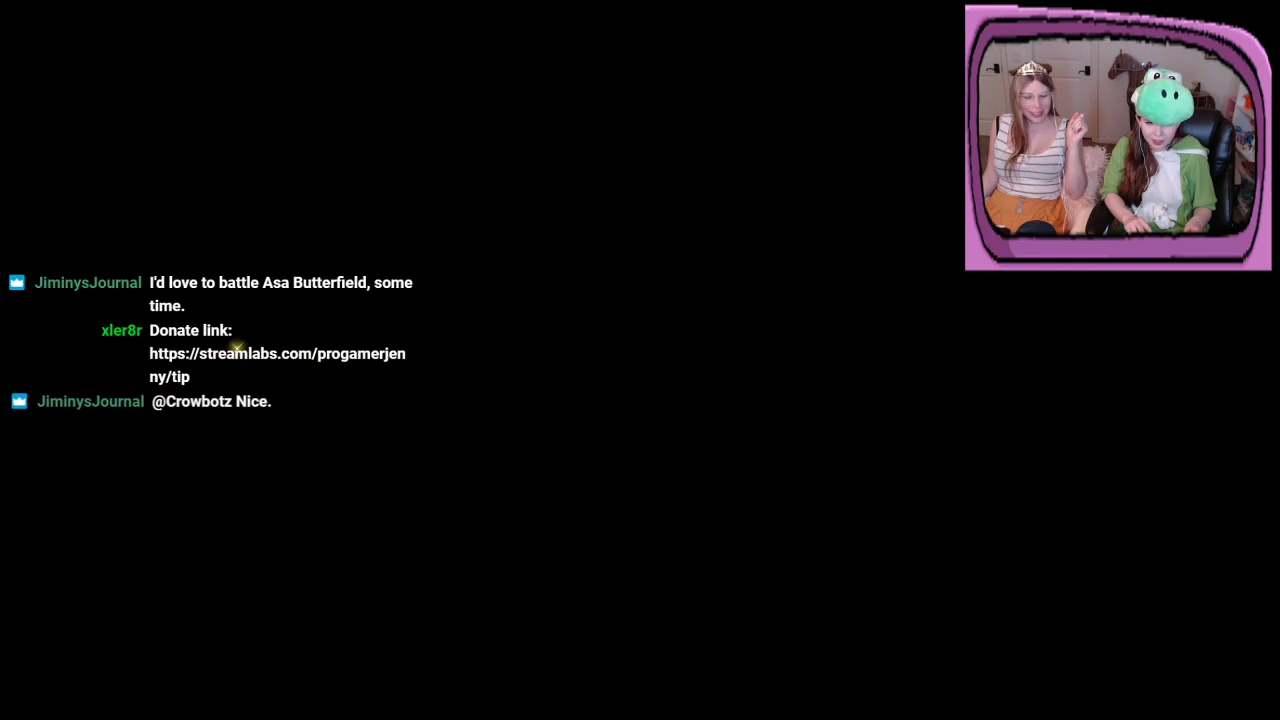 JiminysJournal I'd love to battle Asa Butterfield, some
time.
xler8r Donate link:
https://streamlabs.com/progamerjen
ny/tip
JiminysJournal @Crowbotz Nice.